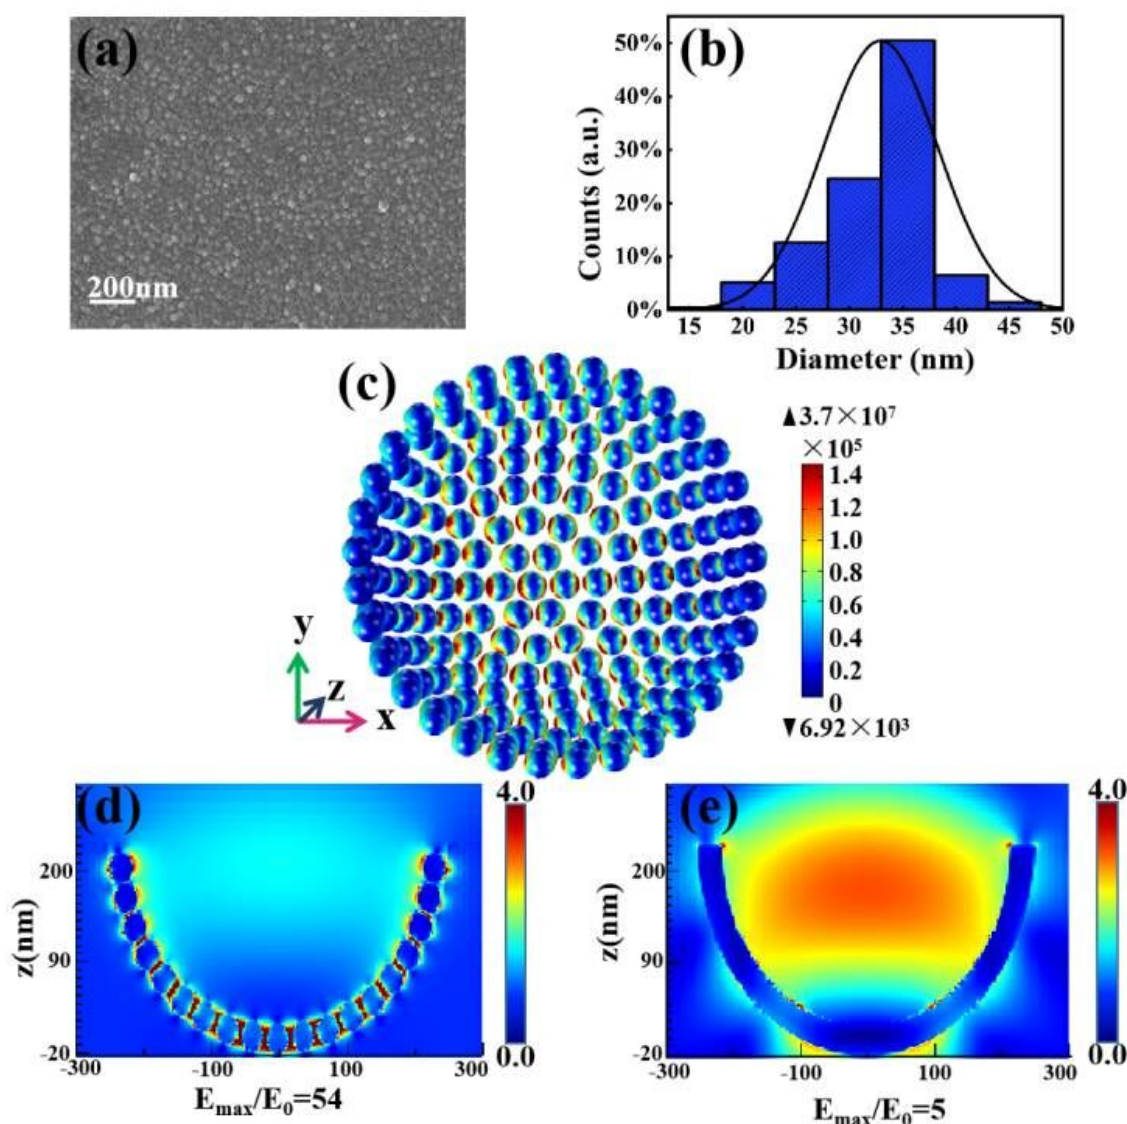 (a)
200nm
(b)
Counts (a.u.)
50%
40%
30%
20%
10%
0%
15 20 25 30 35 40 45 50
Diameter (nm)
(c)
▲3.7×10⁷
×10⁵
1.4
1.2
1.0
0.8
0.6
0.4
0.2
0
▼6.92×10³
y
z
x
(d)
4.0
0.0
z(nm)
200
90
-20
-300 -100 100 300
Eₘₐₓ/E₀=54
(e)
4.0
0.0
z(nm)
200
90
-20
-300 -100 100 300
Eₘₐₓ/E₀=5